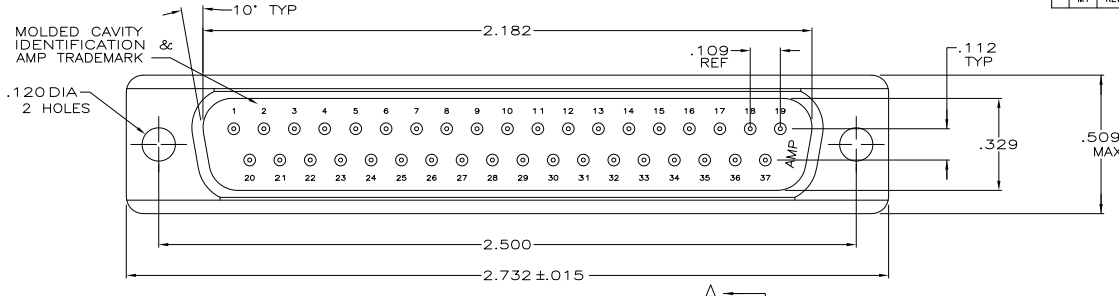 10° TYP
MOLDED CAVITY
IDENTIFICATION &
AMP TRADEMARK
2.182
.109
REF
.112
TYP
.120 DIA
2 HOLES
1 2 3 4 5 6 7 8 9 10 11 12 13 14 15 16 17 18 19
AMP
.329
.509
MAX
20 21 22 23 24 25 26 27 28 29 30 31 32 33 34 35 36 37
2.500
2.732 ±.015
A